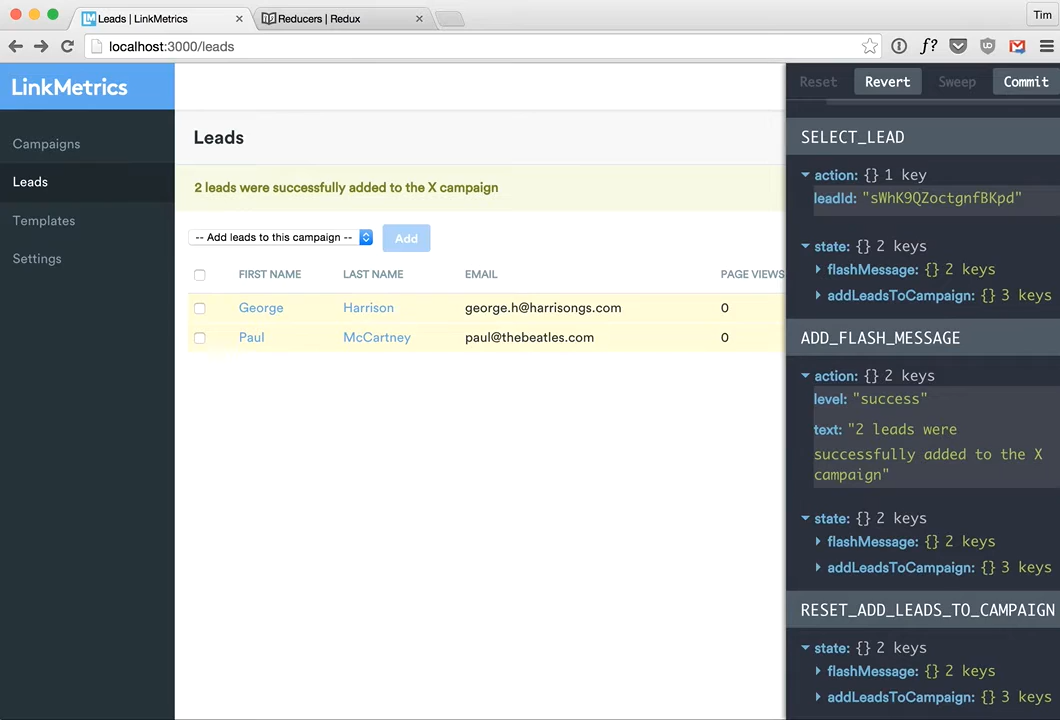 Leads | LinkMetrics
Reducers | Redux
Tim
localhost:3000/leads
f?
LinkMetrics
Campaigns
Leads
Templates
Settings
Leads
2 leads were successfully added to the X campaign
-- Add leads to this campaign --
Add
FIRST NAME LAST NAME EMAIL PAGE VIEWS
George Harrison george.h@harrisongs.com 0
Paul McCartney paul@thebeatles.com 0
Reset Revert Sweep Commit
SELECT_LEAD
action: {} 1 key
leadId: "sWhK9QZoctgnfBKpd"
state: {} 2 keys
flashMessage: {} 2 keys
addLeadsToCampaign: {} 3 keys
ADD_FLASH_MESSAGE
action: {} 2 keys
level: "success"
text: "2 leads were
successfully added to the X
campaign"
state: {} 2 keys
flashMessage: {} 2 keys
addLeadsToCampaign: {} 3 keys
RESET_ADD_LEADS_TO_CAMPAIGN
state: {} 2 keys
flashMessage: {} 2 keys
addLeadsToCampaign: {} 3 keys